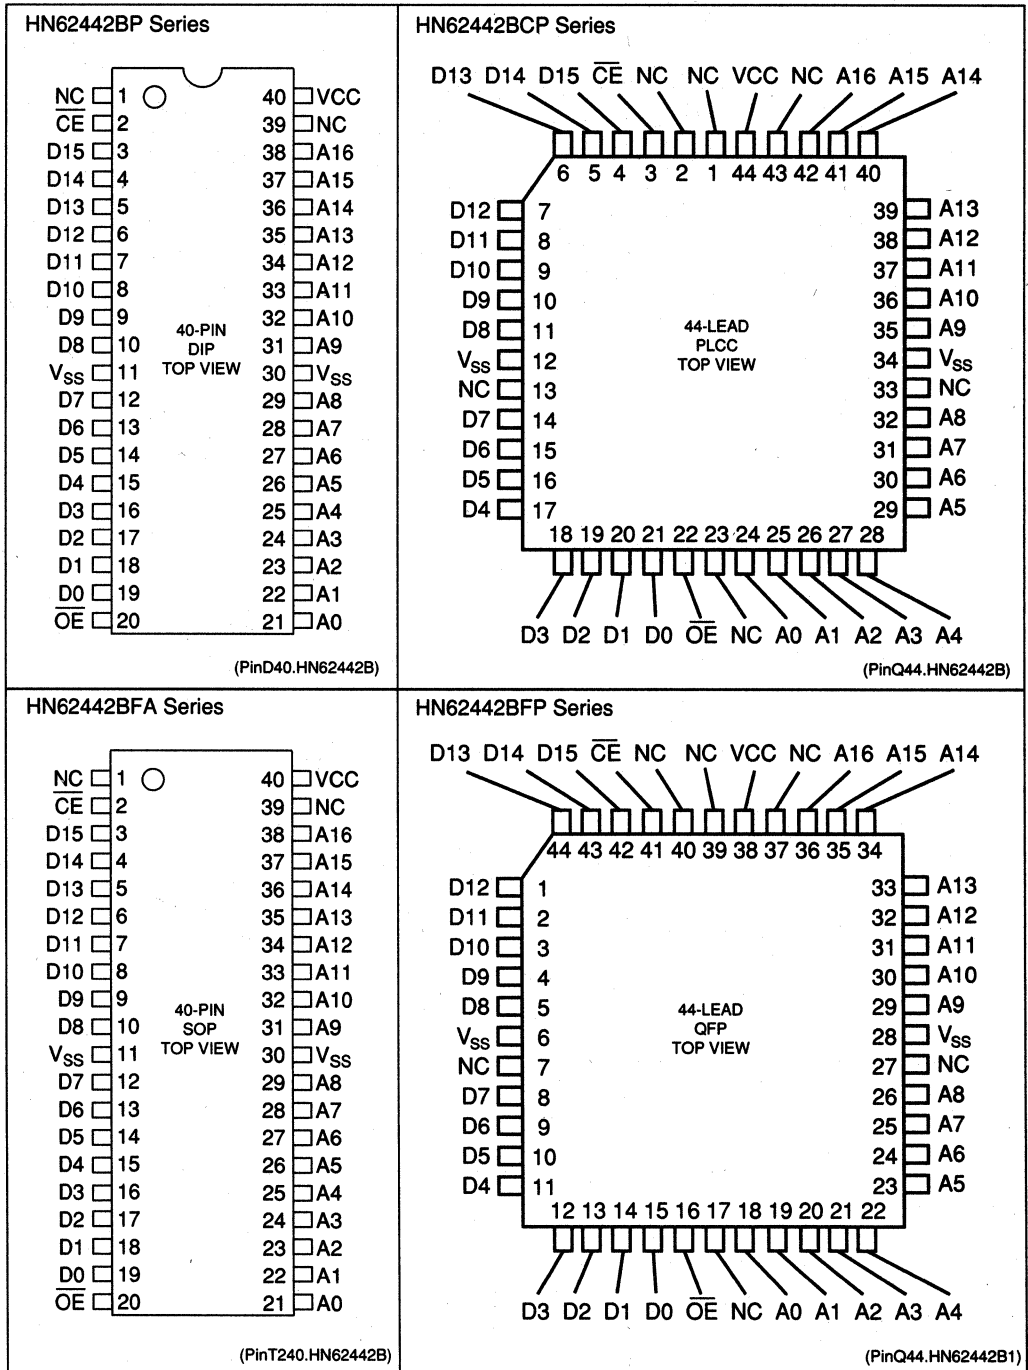 HN62442BP Series
NC 1 40 VCC
CE 2 39 NC
D15 3 38 A16
D14 4 37 A15
D13 5 36 A14
D12 6 35 A13
D11 7 34 A12
D10 8 33 A11
D9 9 32 A10
D8 10 31 A9
VSS 11 30 VSS
D7 12 29 A8
D6 13 28 A7
D5 14 27 A6
D4 15 26 A5
D3 16 25 A4
D2 17 24 A3
D1 18 23 A2
D0 19 22 A1
OE 20 21 A0
40-PIN
DIP
TOP VIEW
(PinD40.HN62442B)
HN62442BCP Series
D13 D14 D15 CE NC NC VCC NC A16 A15 A14
6 5 4 3 2 1 44 43 42 41 40
D12 7 39 A13
D11 8 38 A12
D10 9 37 A11
D9 10 36 A10
D8 11 35 A9
VSS 12 34 VSS
NC 13 33 NC
D7 14 32 A8
D6 15 31 A7
D5 16 30 A6
D4 17 29 A5
44-LEAD
PLCC
TOP VIEW
18 19 20 21 22 23 24 25 26 27 28
D3 D2 D1 D0 OE NC A0 A1 A2 A3 A4
(PinQ44.HN62442B)
HN62442BFA Series
NC 1 40 VCC
CE 2 39 NC
D15 3 38 A16
D14 4 37 A15
D13 5 36 A14
D12 6 35 A13
D11 7 34 A12
D10 8 33 A11
D9 9 32 A10
D8 10 31 A9
VSS 11 30 VSS
D7 12 29 A8
D6 13 28 A7
D5 14 27 A6
D4 15 26 A5
D3 16 25 A4
D2 17 24 A3
D1 18 23 A2
D0 19 22 A1
OE 20 21 A0
40-PIN
SOP
TOP VIEW
(PinT240.HN62442B)
HN62442BFP Series
D13 D14 D15 CE NC NC VCC NC A16 A15 A14
44 43 42 41 40 39 38 37 36 35 34
D12 1 33 A13
D11 2 32 A12
D10 3 31 A11
D9 4 30 A10
D8 5 29 A9
VSS 6 28 VSS
NC 7 27 NC
D7 8 26 A8
D6 9 25 A7
D5 10 24 A6
D4 11 23 A5
44-LEAD
QFP
TOP VIEW
12 13 14 15 16 17 18 19 20 21 22
D3 D2 D1 D0 OE NC A0 A1 A2 A3 A4
(PinQ44.HN62442B1)